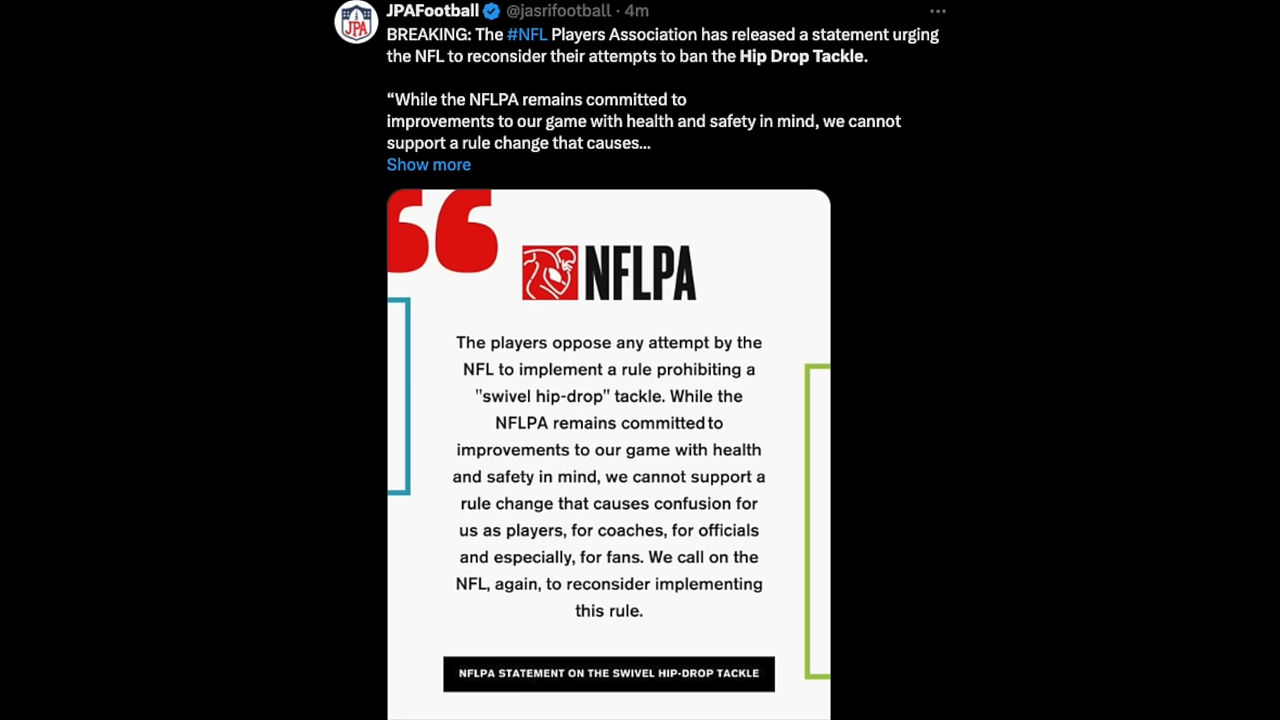 JPAFootball @jasrifootball · 4m
BREAKING: The #NFL Players Association has released a statement urging
the NFL to reconsider their attempts to ban the Hip Drop Tackle.
“While the NFLPA remains committed to
improvements to our game with health and safety in mind, we cannot
support a rule change that causes...
Show more
JPA
NFLPA
The players oppose any attempt by the
NFL to implement a rule prohibiting a
"swivel hip-drop" tackle. While the
NFLPA remains committed to
improvements to our game with health
and safety in mind, we cannot support a
rule change that causes confusion for
us as players, for coaches, for officials
and especially, for fans. We call on the
NFL, again, to reconsider implementing
this rule.
NFLPA STATEMENT ON THE SWIVEL HIP-DROP TACKLE